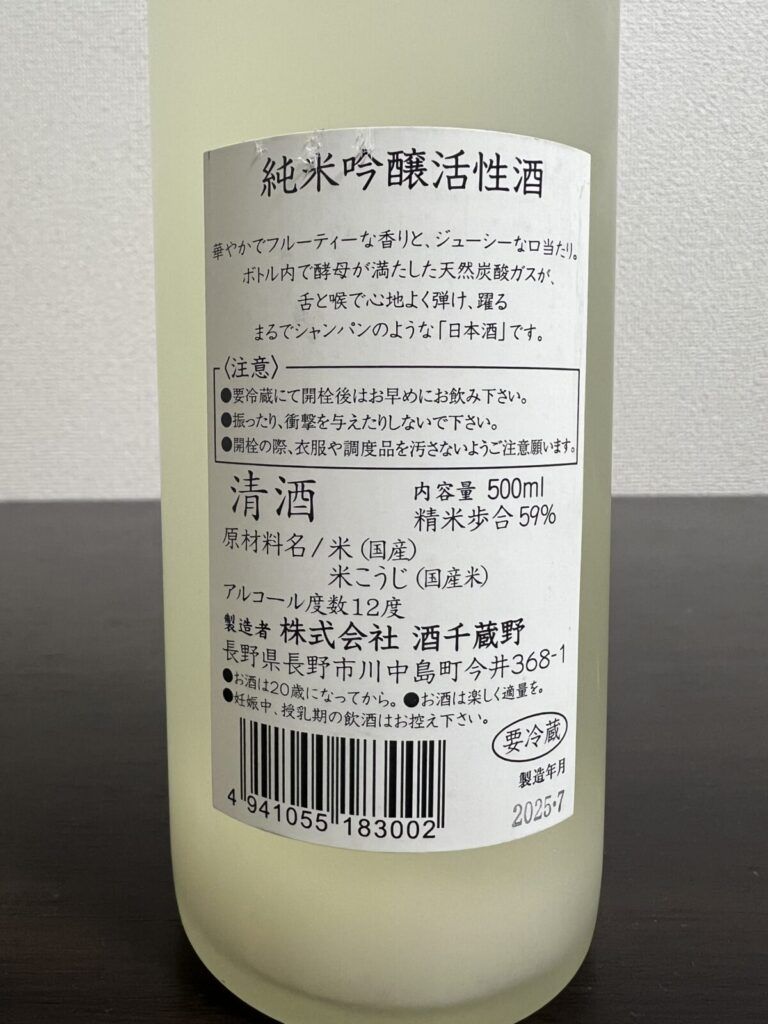 純米吟醸活性酒
華やかでフルーティーな香りと、ジューシーな口当たり。
ボトル内で酵母が満たした天然炭酸ガスが、
舌と喉で心地よく弾け、躍る
まるでシャンパンのような「日本酒」です。
〈注意〉
●要冷蔵にて開栓後はお早めにお飲み下さい。
●振ったり、衝撃を与えたりしないで下さい。
●開栓の際、衣服や調度品を汚さないようご注意願います。
清酒
内容量 500ml
精米歩合 59%
原材料名/米(国産)
米こうじ(国産米)
アルコール度数12度
製造者 株式会社 酒千蔵野
長野県長野市川中島町今井368-1
●お酒は20歳になってから。●お酒は楽しく適量を。
●妊娠中、授乳期の飲酒はお控え下さい。
要冷蔵
製造年月
2025・7
4 941055 183002